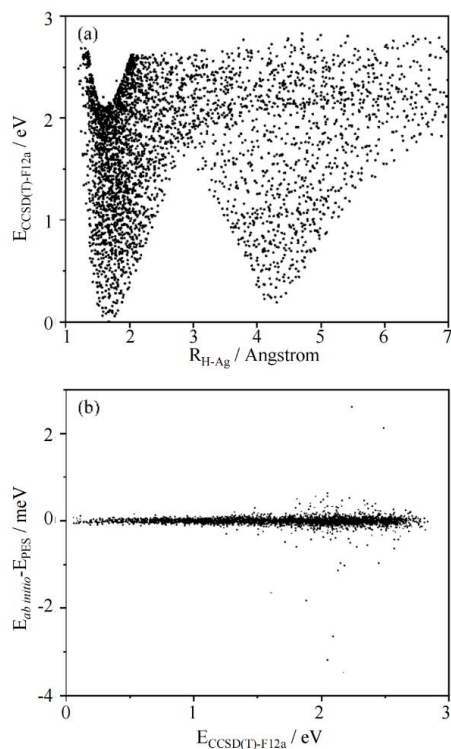 (a)
3
2
1
0
E_CCSD(T)-F12a / eV
1 2 3 4 5 6 7
R_H-Ag / Angstrom
(b)
2
0
-2
-4
E_ab initio-E_PES / meV
0 1 2 3
E_CCSD(T)-F12a / eV